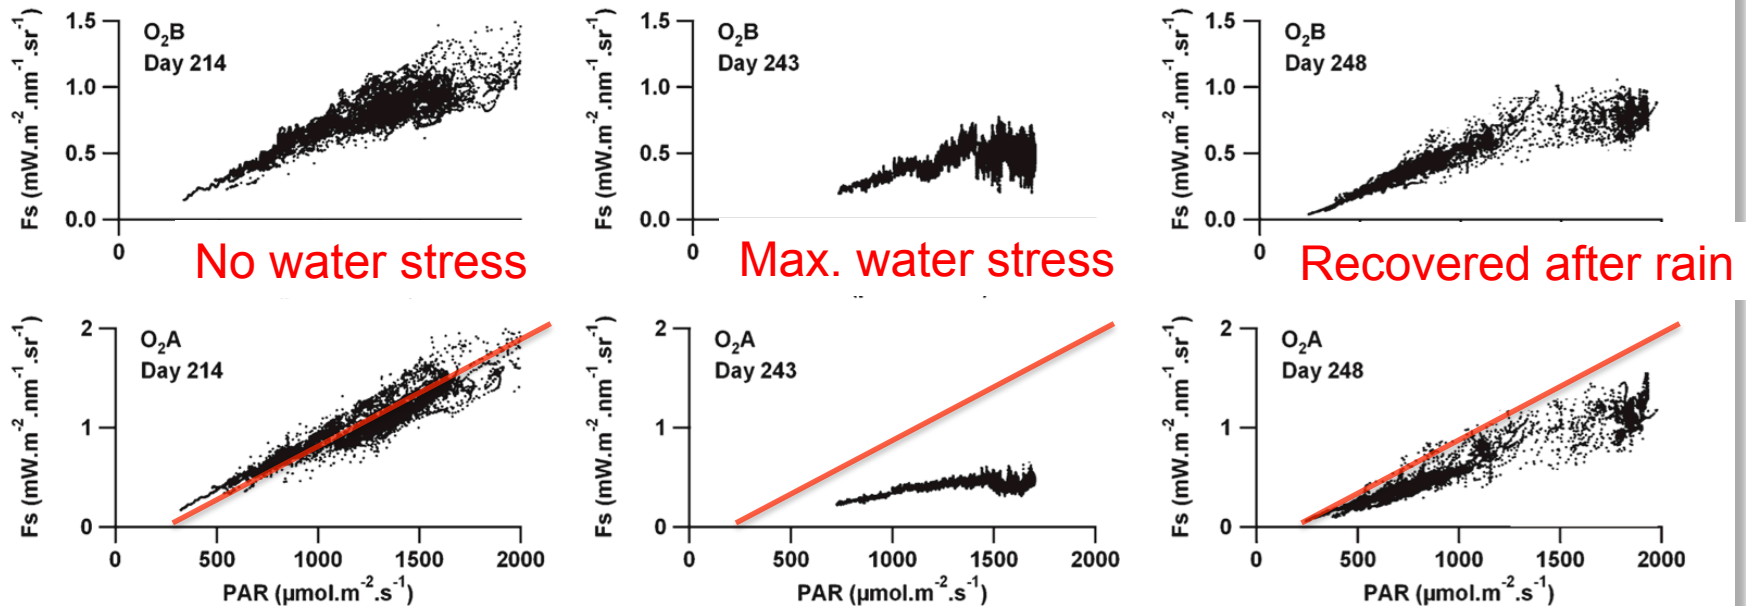 Fs (mW.m⁻².nm⁻¹.sr⁻¹)
1.5
1.0
0.5
0.0
0
O₂B
Day 214
Fs (mW.m⁻².nm⁻¹.sr⁻¹)
1.5
1.0
0.5
0.0
0
O₂B
Day 243
Fs (mW.m⁻².nm⁻¹.sr⁻¹)
1.5
1.0
0.5
0.0
0
O₂B
Day 248
No water stress
Max. water stress
Recovered after rain
Fs (mW.m⁻².nm⁻¹.sr⁻¹)
2
1
0
O₂A
Day 214
0 500 1000 1500 2000
PAR (µmol.m⁻².s⁻¹)
Fs (mW.m⁻².nm⁻¹.sr⁻¹)
2
1
0
O₂A
Day 243
0 500 1000 1500 2000
PAR (µmol.m⁻².s⁻¹)
Fs (mW.m⁻².nm⁻¹.sr⁻¹)
2
1
0
O₂A
Day 248
0 500 1000 1500 2000
PAR (µmol.m⁻².s⁻¹)